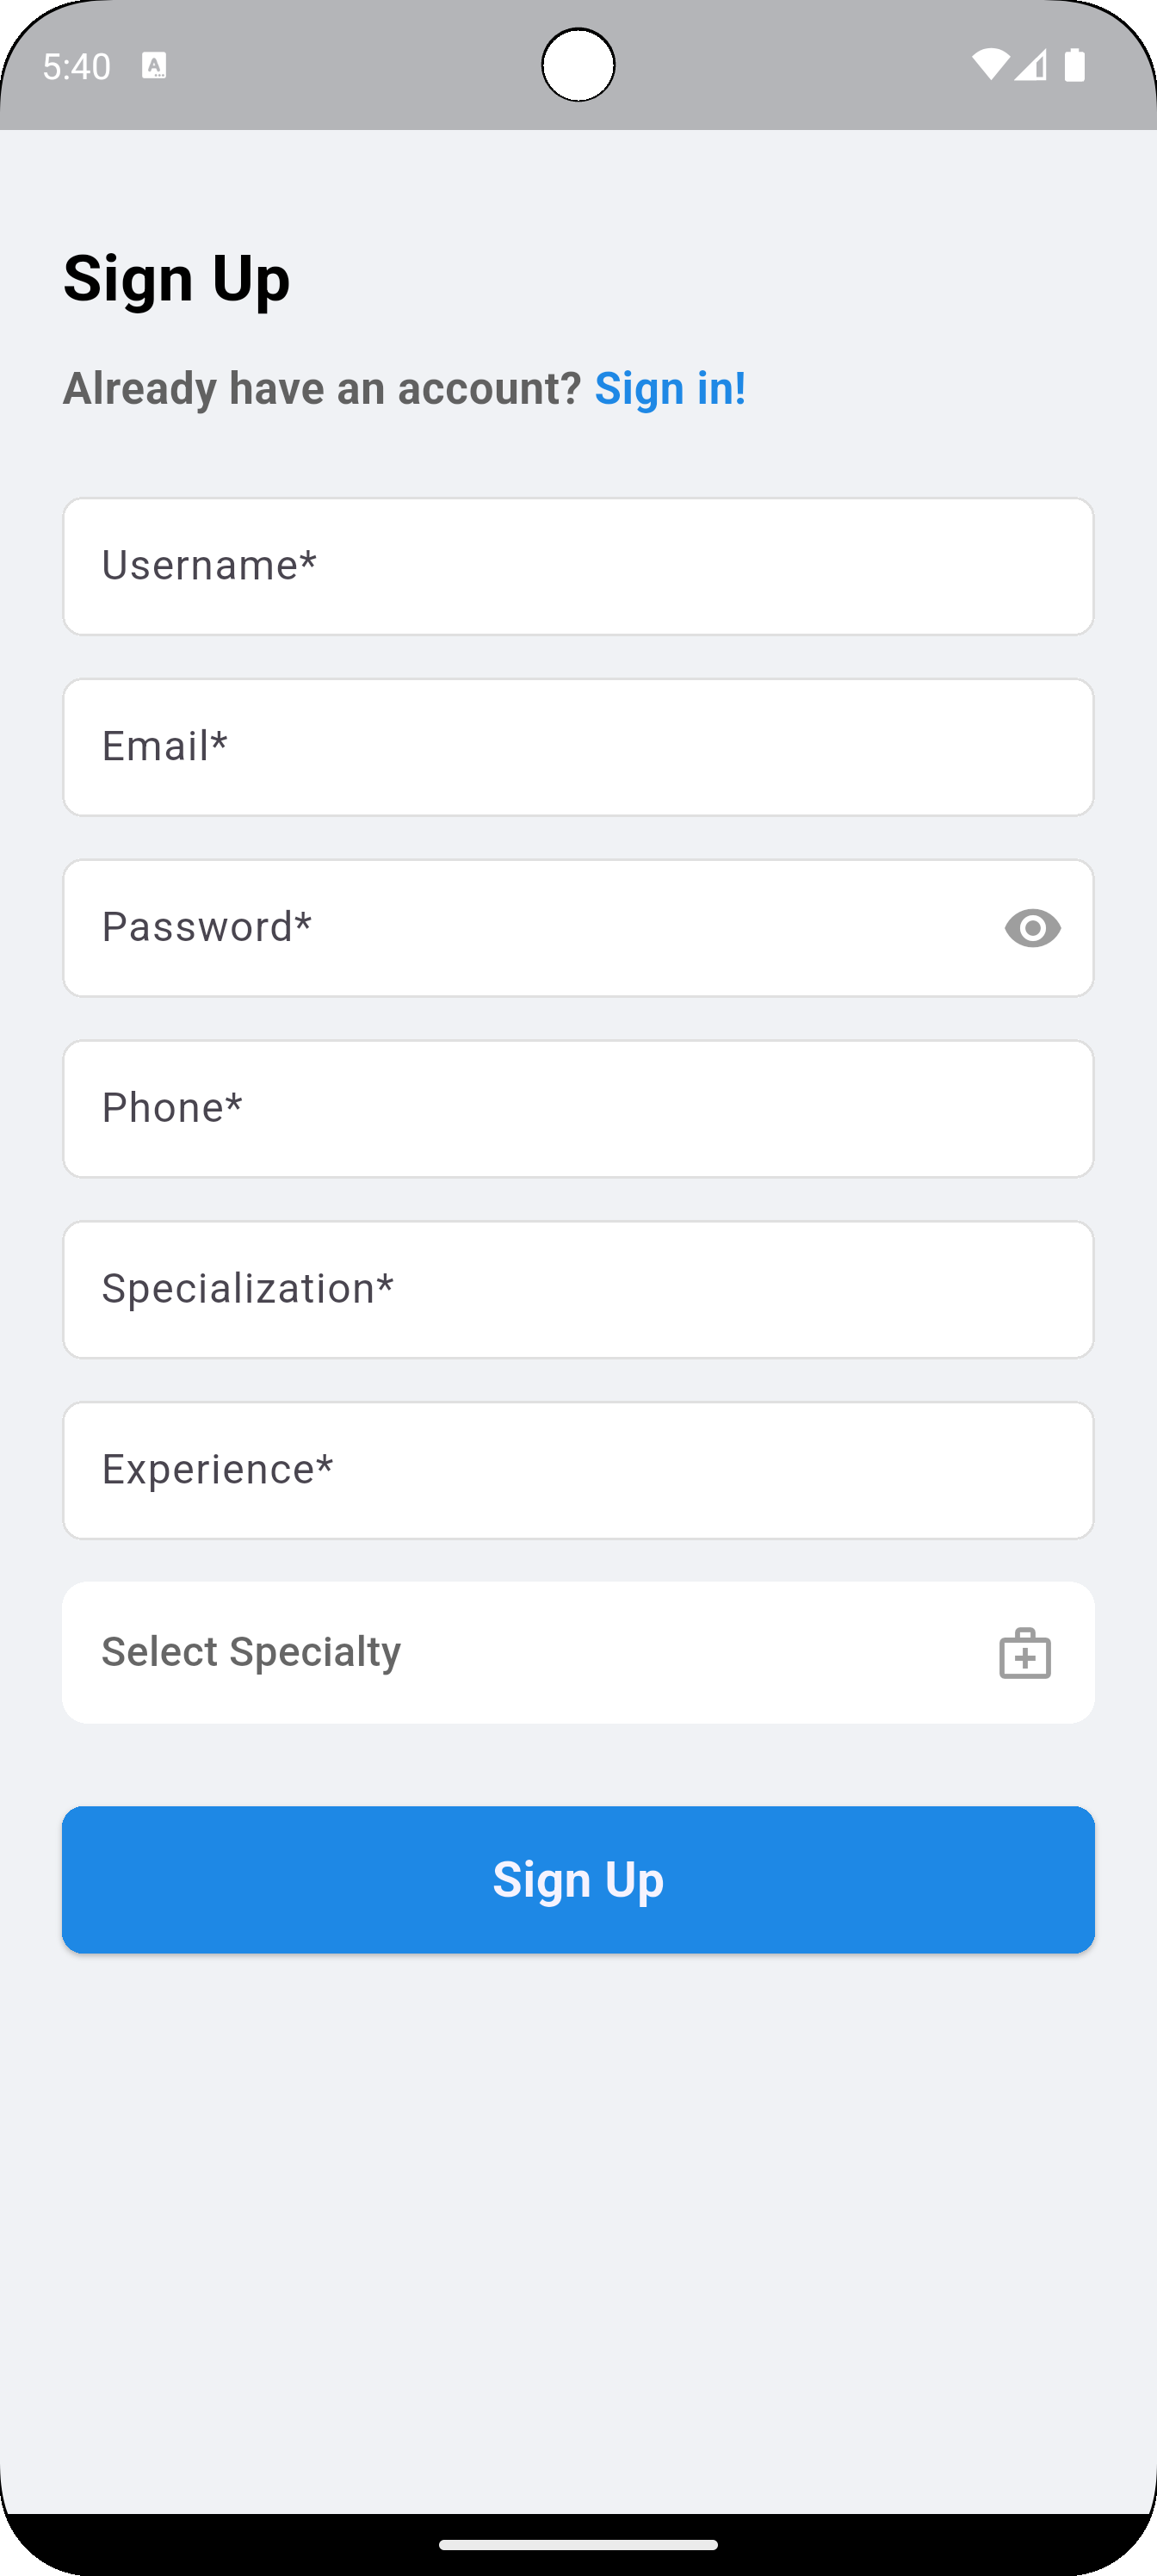 5:40
Sign Up
Already have an account? Sign in!
Username*
Email*
Password*
Phone*
Specialization*
Experience*
Select Specialty
Sign Up